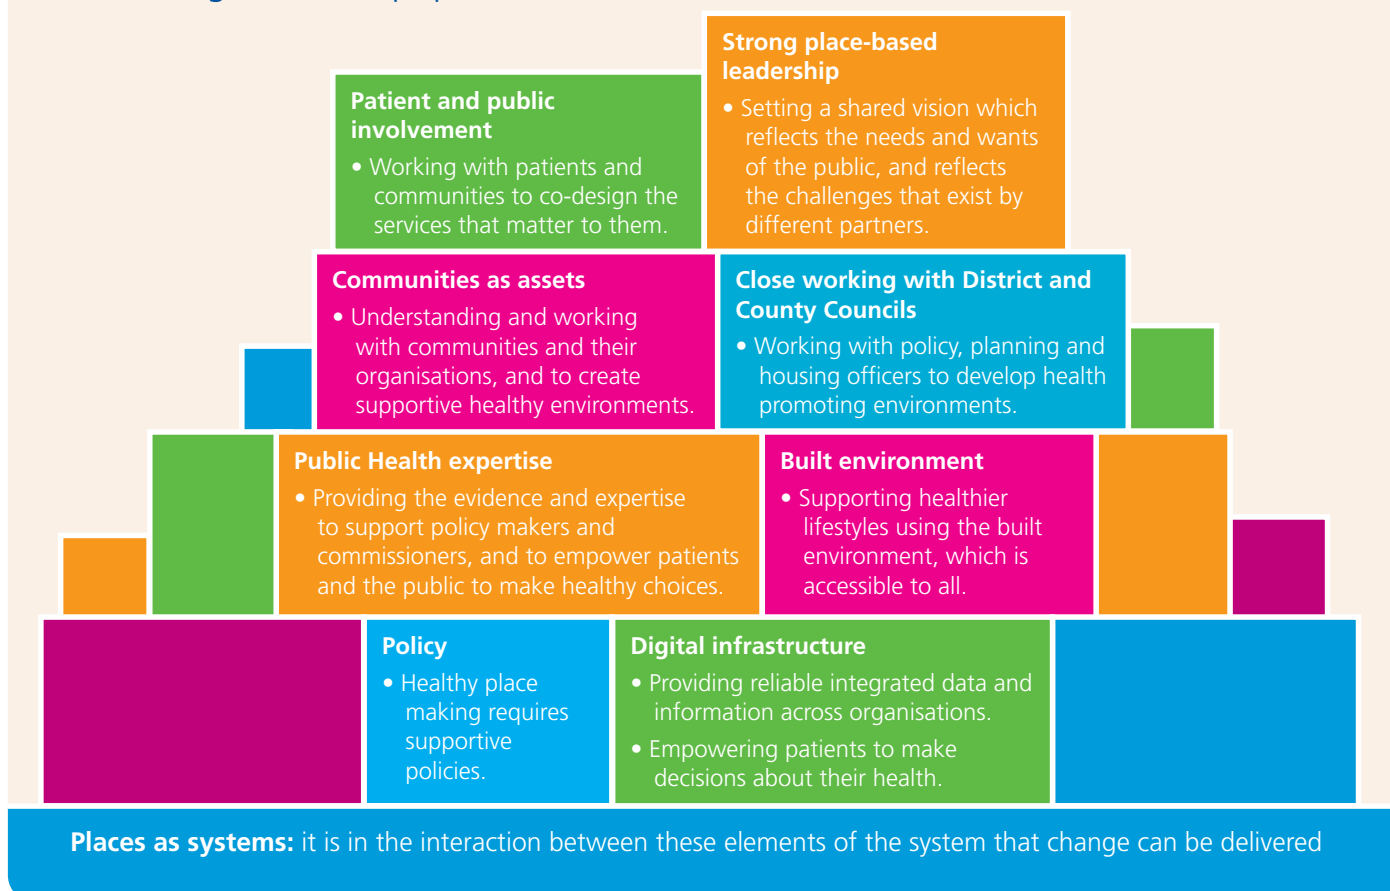 Patient and public
involvement
• Working with patients and
communities to co-design the
services that matter to them.
Strong place-based
leadership
• Setting a shared vision which
reflects the needs and wants
of the public, and reflects
the challenges that exist by
different partners.
Communities as assets
• Understanding and working
with communities and their
organisations, and to create
supportive healthy environments.
Close working with District and
County Councils
• Working with policy, planning and
housing officers to develop health
promoting environments.
Public Health expertise
• Providing the evidence and expertise
to support policy makers and
commissioners, and to empower patients
and the public to make healthy choices.
Built environment
• Supporting healthier
lifestyles using the built
environment, which is
accessible to all.
Policy
• Healthy place
making requires
supportive
policies.
Digital infrastructure
• Providing reliable integrated data and
information across organisations.
• Empowering patients to make
decisions about their health.
Places as systems: it is in the interaction between these elements of the system that change can be delivered